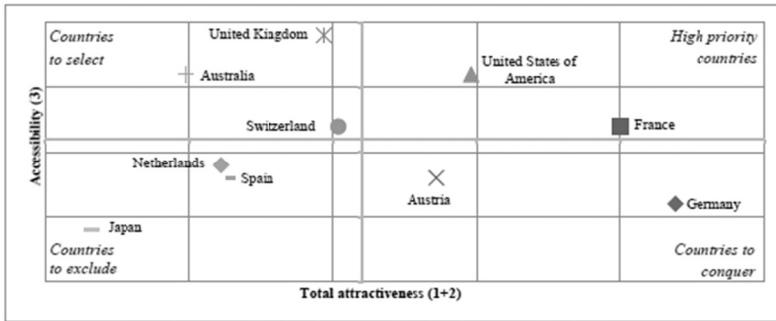 Countries
to select
United Kingdom
High priority
countries
United States of
America
Australia
Accessibility (3)
Switzerland
France
Netherlands
Spain
Austria
Germany
Japan
Countries
to exclude
Countries to
conquer
Total attractiveness (1+2)